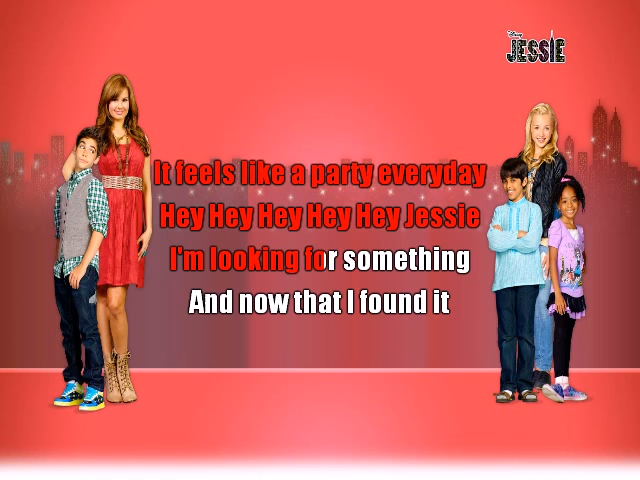 Disney
JESSIE
It feels like a party everyday
Hey Hey Hey Hey Hey Jessie
I'm looking for something
And now that I found it